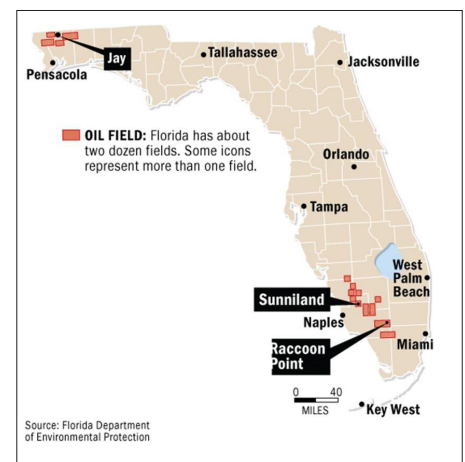 Jay
Tallahassee
Jacksonville
Pensacola
OIL FIELD: Florida has about
two dozen fields. Some icons
represent more than one field.
Orlando
Tampa
West
Palm
Beach
Sunniland
Naples
Raccoon
Point
Miami
0 40
MILES
Key West
Source: Florida Department
of Environmental Protection